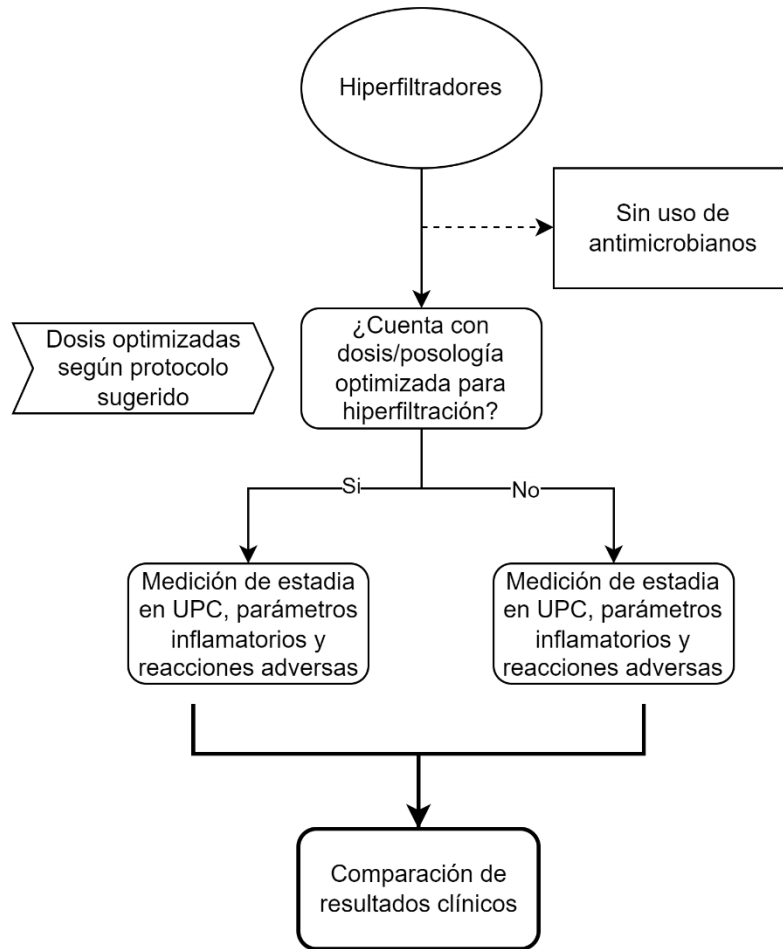 Hiperfiltradores
Sin uso de
antimicrobianos
Dosis optimizadas
según protocolo
sugerido
¿Cuenta con
dosis/posología
optimizada para
hiperfiltración?
Si
No
Medición de estadia
en UPC, parámetros
inflamatorios y
reacciones adversas
Medición de estadia
en UPC, parámetros
inflamatorios y
reacciones adversas
Comparación de
resultados clínicos